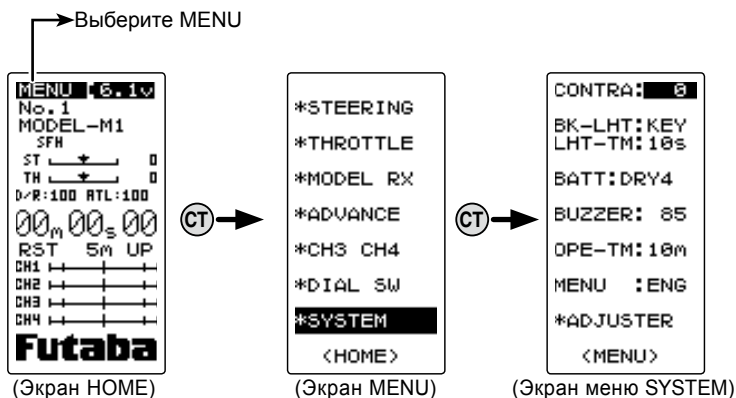 Выберите MENU
MENU 6.1v
No.1
MODEL-M1
SFH
ST 0
TH 0
D/R:100 ATL:100
00m 00s 00
RST 5m UP
CH1
CH2
CH3
CH4
Futaba
(Экран HOME)
CT
*STEERING
*THROTTLE
*MODEL RX
*ADVANCE
*CH3 CH4
*DIAL SW
*SYSTEM
<HOME>
(Экран MENU)
CT
CONTRA: 0
BK-LHT:KEY
LHT-TM:10s
BATT:DRY4
BUZZER: 85
OPE-TM:10m
MENU :ENG
*ADJUSTER
<MENU>
(Экран меню SYSTEM)